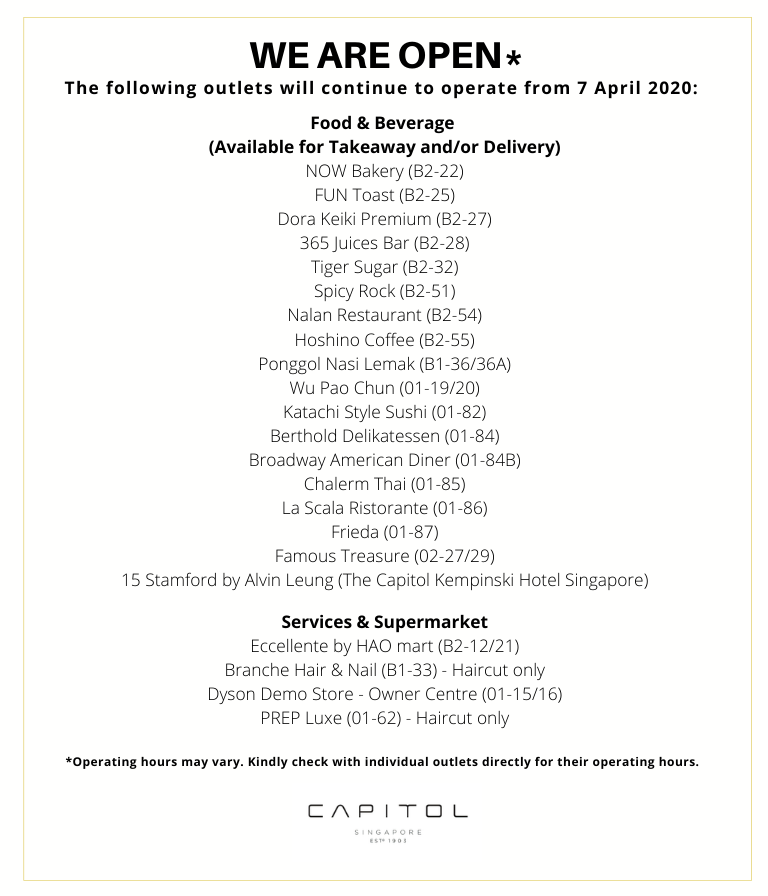 WE ARE OPEN*
The following outlets will continue to operate from 7 April 2020:
Food & Beverage
(Available for Takeaway and/or Delivery)
NOW Bakery (B2-22)
FUN Toast (B2-25)
Dora Keiki Premium (B2-27)
365 Juices Bar (B2-28)
Tiger Sugar (B2-32)
Spicy Rock (B2-51)
Nalan Restaurant (B2-54)
Hoshino Coffee (B2-55)
Ponggol Nasi Lemak (B1-36/36A)
Wu Pao Chun (01-19/20)
Katachi Style Sushi (01-82)
Berthold Delikatessen (01-84)
Broadway American Diner (01-84B)
Chalerm Thai (01-85)
La Scala Ristorante (01-86)
Frieda (01-87)
Famous Treasure (02-27/29)
15 Stamford by Alvin Leung (The Capitol Kempinski Hotel Singapore)
Services & Supermarket
Eccellente by HAO mart (B2-12/21)
Branche Hair & Nail (B1-33) - Haircut only
Dyson Demo Store - Owner Centre (01-15/16)
PREP Luxe (01-62) - Haircut only
*Operating hours may vary. Kindly check with individual outlets directly for their operating hours.
CAPITOL
SINGAPORE
ESTD 1903